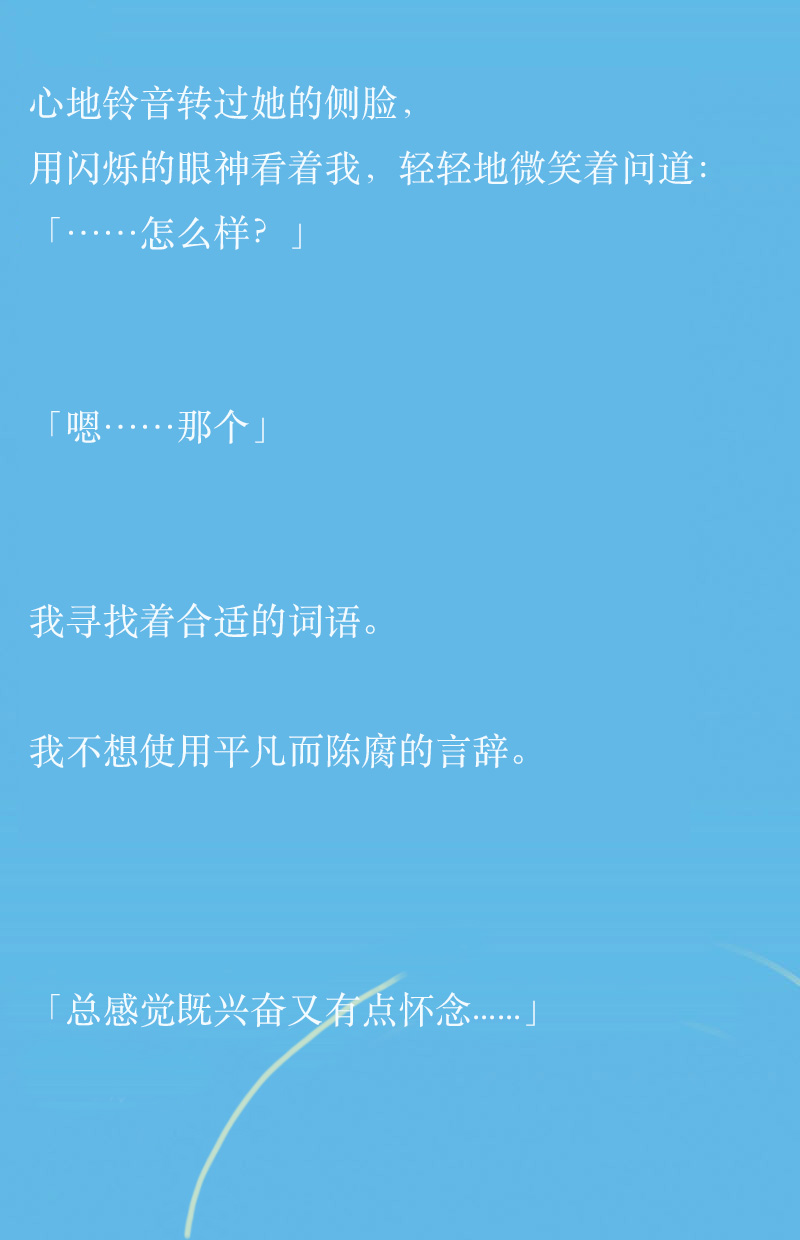 心地铃音转过她的侧脸，
用闪烁的眼神看着我，轻轻地微笑着问道：
「……怎么样？」
「嗯……那个」
我寻找着合适的词语。
我不想使用平凡而陈腐的言辞。
「总感觉既兴奋又有点怀念……」